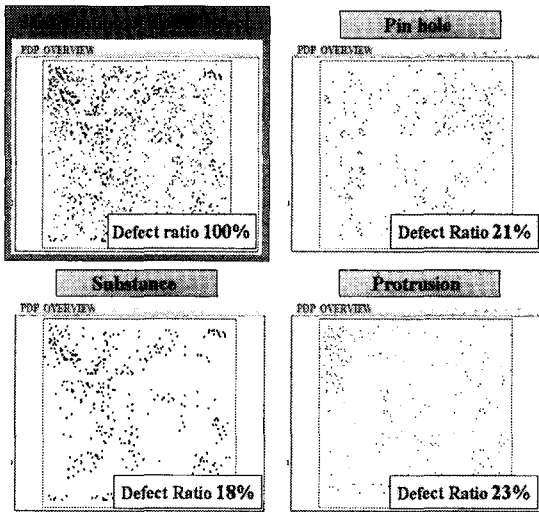 PDP OVERVIEW
Defect ratio 100%
Pin hole
PDP OVERVIEW
Defect Ratio 21%
Substance
PDP OVERVIEW
Defect Ratio 18%
Protrusion
PDP OVERVIEW
Defect Ratio 23%